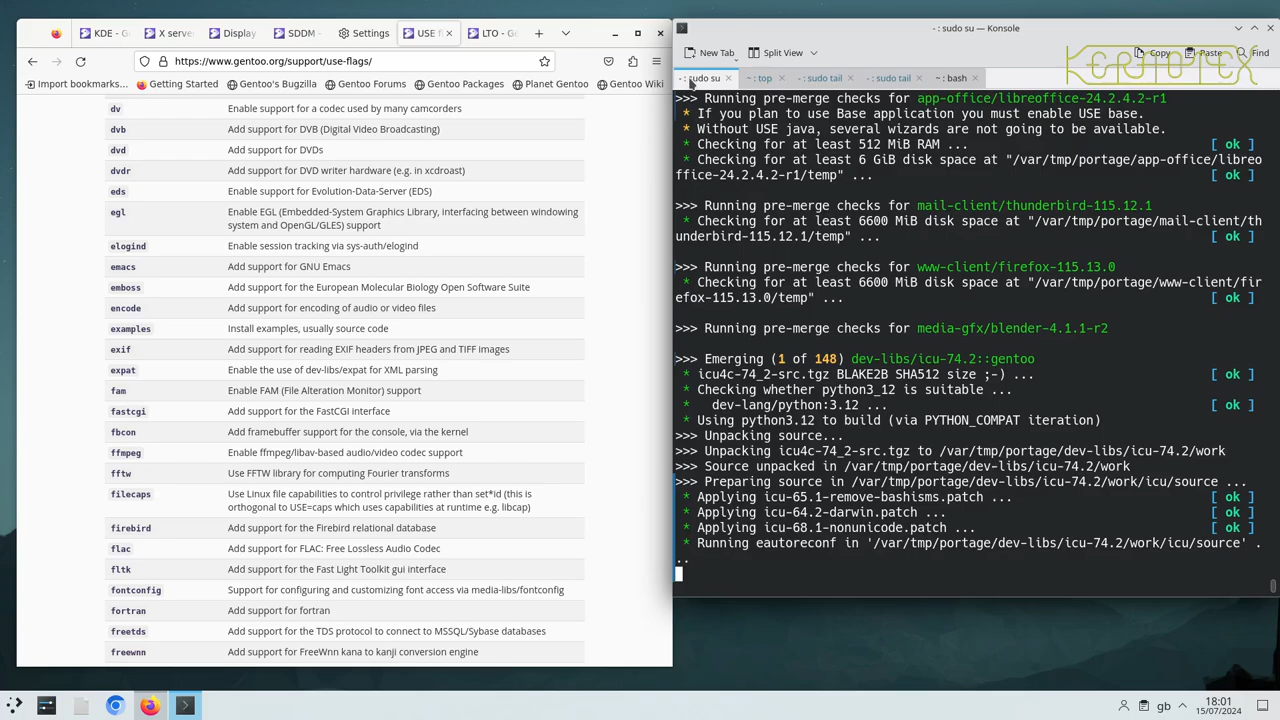 KDE - G
X serve
Display
SDDM -
Settings
USE fl
LTO - Ge
https://www.gentoo.org/support/use-flags/
Import bookmarks...
Getting Started
Gentoo's Bugzilla
Gentoo Forums
Gentoo Packages
Planet Gentoo
Gentoo Wiki
dv Enable support for a codec used by many camcorders
dvb Add support for DVB (Digital Video Broadcasting)
dvd Add support for DVDs
dvdr Add support for DVD writer hardware (e.g. in xcdroast)
eds Enable support for Evolution-Data-Server (EDS)
egl Enable EGL (Embedded-System Graphics Library, interfacing between windowing
system and OpenGL/GLES) support
elogind Enable session tracking via sys-auth/elogind
emacs Add support for GNU Emacs
emboss Add support for the European Molecular Biology Open Software Suite
encode Add support for encoding of audio or video files
examples Install examples, usually source code
exif Add support for reading EXIF headers from JPEG and TIFF images
expat Enable the use of dev-libs/expat for XML parsing
fam Enable FAM (File Alteration Monitor) support
fastcgi Add support for the FastCGI interface
fbcon Add framebuffer support for the console, via the kernel
ffmpeg Enable ffmpeg/libav-based audio/video codec support
fftw Use FFTW library for computing Fourier transforms
filecaps Use Linux file capabilities to control privilege rather than set*id (this is
orthogonal to USE=caps which uses capabilities at runtime e.g. libcap)
firebird Add support for the Firebird relational database
flac Add support for FLAC: Free Lossless Audio Codec
fltk Add support for the Fast Light Toolkit gui interface
fontconfig Support for configuring and customizing font access via media-libs/fontconfig
fortran Add support for fortran
freetds Add support for the TDS protocol to connect to MSSQL/Sybase databases
freewnn Add support for FreeWnn kana to kanji conversion engine
- : sudo su — Konsole
New Tab
Split View
Copy
Paste
Find
- : sudo su
~ : top
~ : sudo tail
~ : sudo tail
~ : bash
>>> Running pre-merge checks for app-office/libreoffice-24.2.4.2-r1
* If you plan to use Base application you must enable USE base.
* Without USE java, several wizards are not going to be available.
* Checking for at least 512 MiB RAM ... [ ok ]
* Checking for at least 6 GiB disk space at "/var/tmp/portage/app-office/libreo
ffice-24.2.4.2-r1/temp" ... [ ok ]
>>> Running pre-merge checks for mail-client/thunderbird-115.12.1
* Checking for at least 6600 MiB disk space at "/var/tmp/portage/mail-client/th
underbird-115.12.1/temp" ... [ ok ]
>>> Running pre-merge checks for www-client/firefox-115.13.0
* Checking for at least 6600 MiB disk space at "/var/tmp/portage/www-client/fir
efox-115.13.0/temp" ... [ ok ]
>>> Running pre-merge checks for media-gfx/blender-4.1.1-r2
>>> Emerging (1 of 148) dev-libs/icu-74.2::gentoo
* icu4c-74_2-src.tgz BLAKE2B SHA512 size ;-) ... [ ok ]
* Checking whether python3_12 is suitable ...
* dev-lang/python:3.12 ... [ ok ]
* Using python3.12 to build (via PYTHON_COMPAT iteration)
>>> Unpacking source...
>>> Unpacking icu4c-74_2-src.tgz to /var/tmp/portage/dev-libs/icu-74.2/work
>>> Source unpacked in /var/tmp/portage/dev-libs/icu-74.2/work
>>> Preparing source in /var/tmp/portage/dev-libs/icu-74.2/work/icu/source ...
* Applying icu-65.1-remove-bashisms.patch ... [ ok ]
* Applying icu-64.2-darwin.patch ... [ ok ]
* Applying icu-68.1-nonunicode.patch ... [ ok ]
* Running eautoreconf in '/var/tmp/portage/dev-libs/icu-74.2/work/icu/source' .
..
gb
18:01
15/07/2024